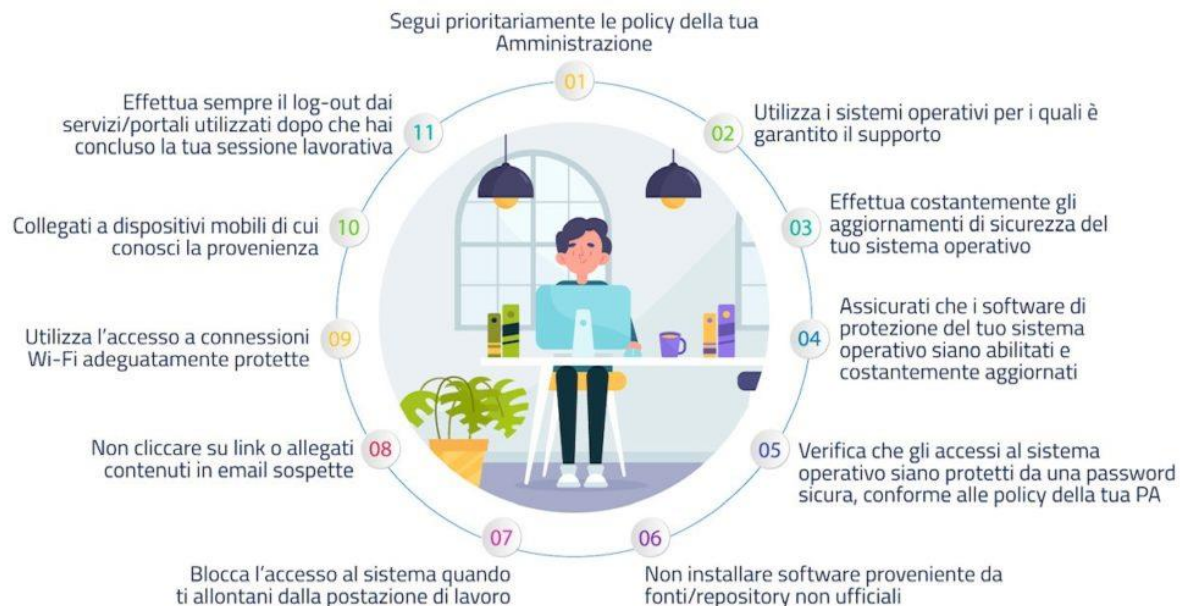 Segui prioritariamente le policy della tua
Amministrazione
01
Utilizza i sistemi operativi per i quali è
garantito il supporto
02
Effettua costantemente gli
aggiornamenti di sicurezza del
tuo sistema operativo
03
Assicurati che i software di
protezione del tuo sistema
operativo siano abilitati e
costantemente aggiornati
04
Verifica che gli accessi al sistema
operativo siano protetti da una password
sicura, conforme alle policy della tua PA
05
Non installare software proveniente da
fonti/repository non ufficiali
06
Blocca l’accesso al sistema quando
ti allontani dalla postazione di lavoro
07
Non cliccare su link o allegati
contenuti in email sospette
08
Utilizza l’accesso a connessioni
Wi-Fi adeguatamente protette
09
Collegati a dispositivi mobili di cui
conosci la provenienza
10
Effettua sempre il log-out dai
servizi/portali utilizzati dopo che hai
concluso la tua sessione lavorativa
11